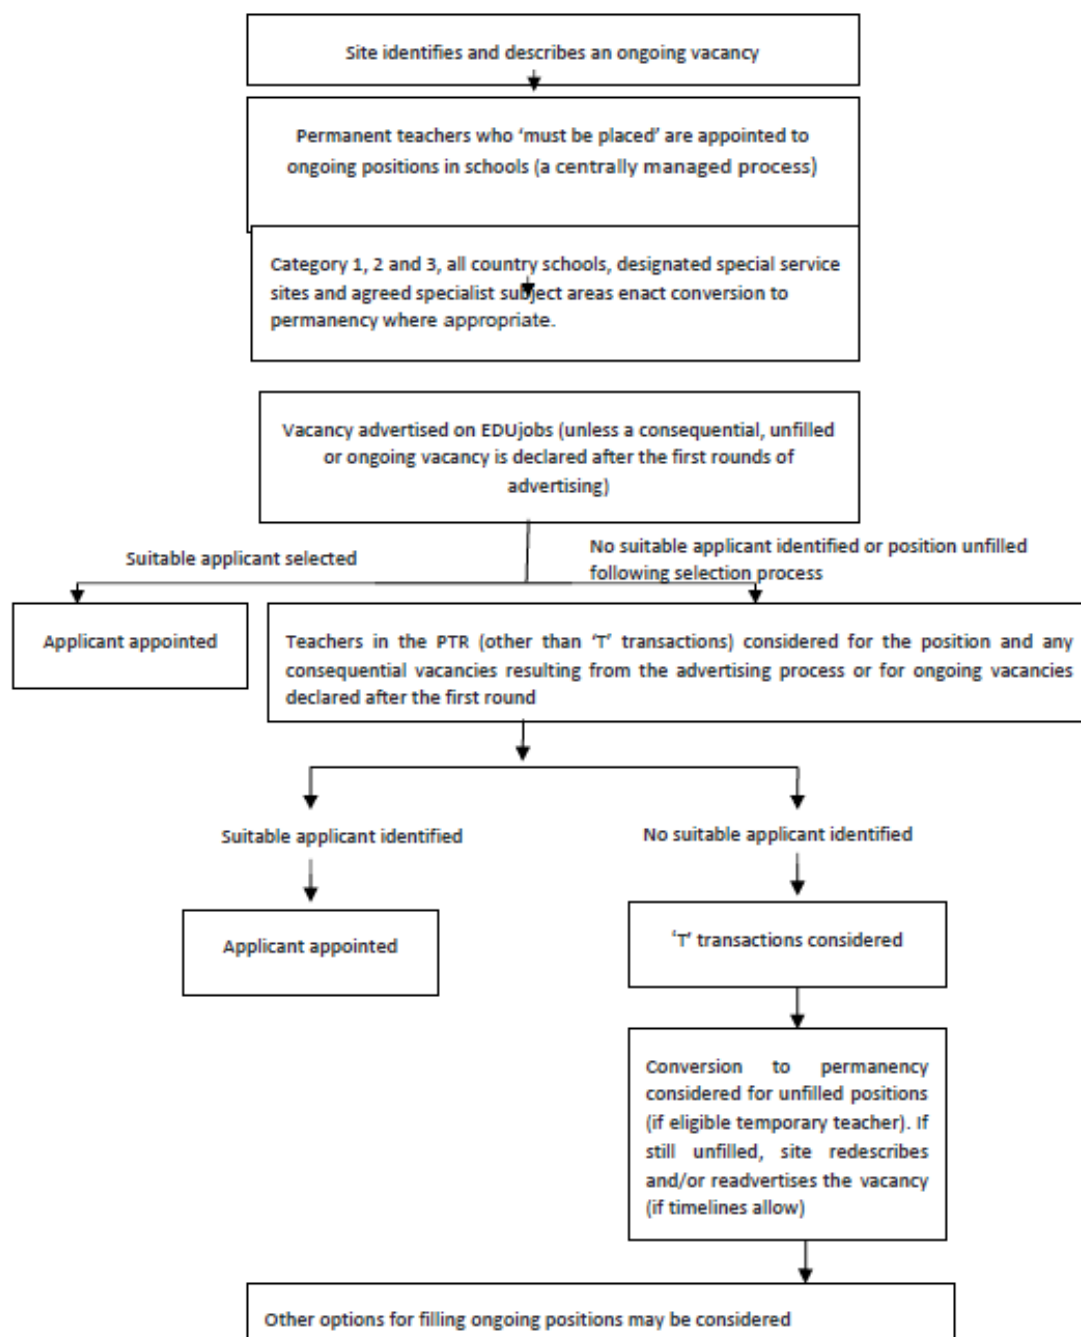 Site identifies and describes an ongoing vacancy
Permanent teachers who ‘must be placed’ are appointed to
ongoing positions in schools (a centrally managed process)
Category 1, 2 and 3, all country schools, designated special service
sites and agreed specialist subject areas enact conversion to
permanency where appropriate.
Vacancy advertised on EDUjobs (unless a consequential, unfilled
or ongoing vacancy is declared after the first rounds of
advertising)
Suitable applicant selected
No suitable applicant identified or position unfilled
following selection process
Applicant appointed
Teachers in the PTR (other than ‘T’ transactions) considered for the position and any
consequential vacancies resulting from the advertising process or for ongoing vacancies
declared after the first round
Suitable applicant identified
No suitable applicant identified
Applicant appointed
‘T’ transactions considered
Conversion to permanency
considered for unfilled positions
(if eligible temporary teacher). If
still unfilled, site redescribes
and/or readvertises the vacancy
(if timelines allow)
Other options for filling ongoing positions may be considered